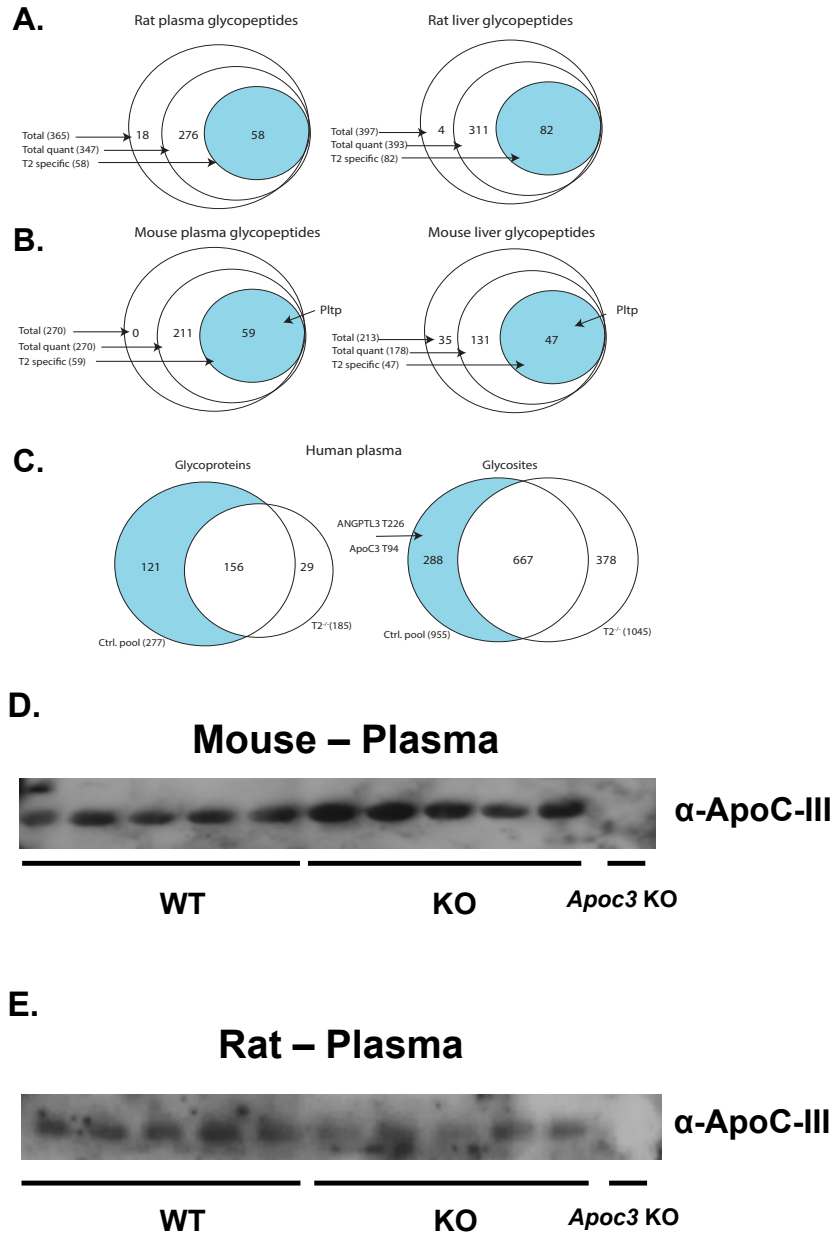 A.
Rat plasma glycopeptides
Rat liver glycopeptides
Total (365)
Total quant (347)
T2 specific (58)
18
276
58
Total (397)
Total quant (393)
T2 specific (82)
4
311
82
B.
Mouse plasma glycopeptides
Mouse liver glycopeptides
Pltp
Total (270)
Total quant (270)
T2 specific (59)
0
211
59
Pltp
Total (213)
Total quant (178)
T2 specific (47)
35
131
47
C.
Human plasma
Glycoproteins
Glycosites
121
156
29
Ctrl. pool (277)
T2⁻/⁻(185)
ANGPTL3 T226
ApoC3 T94
288
667
378
Ctrl. pool (955)
T2⁻/⁻ (1045)
D.
Mouse – Plasma
α-ApoC-III
WT
KO
Apoc3 KO
E.
Rat – Plasma
α-ApoC-III
WT
KO
Apoc3 KO